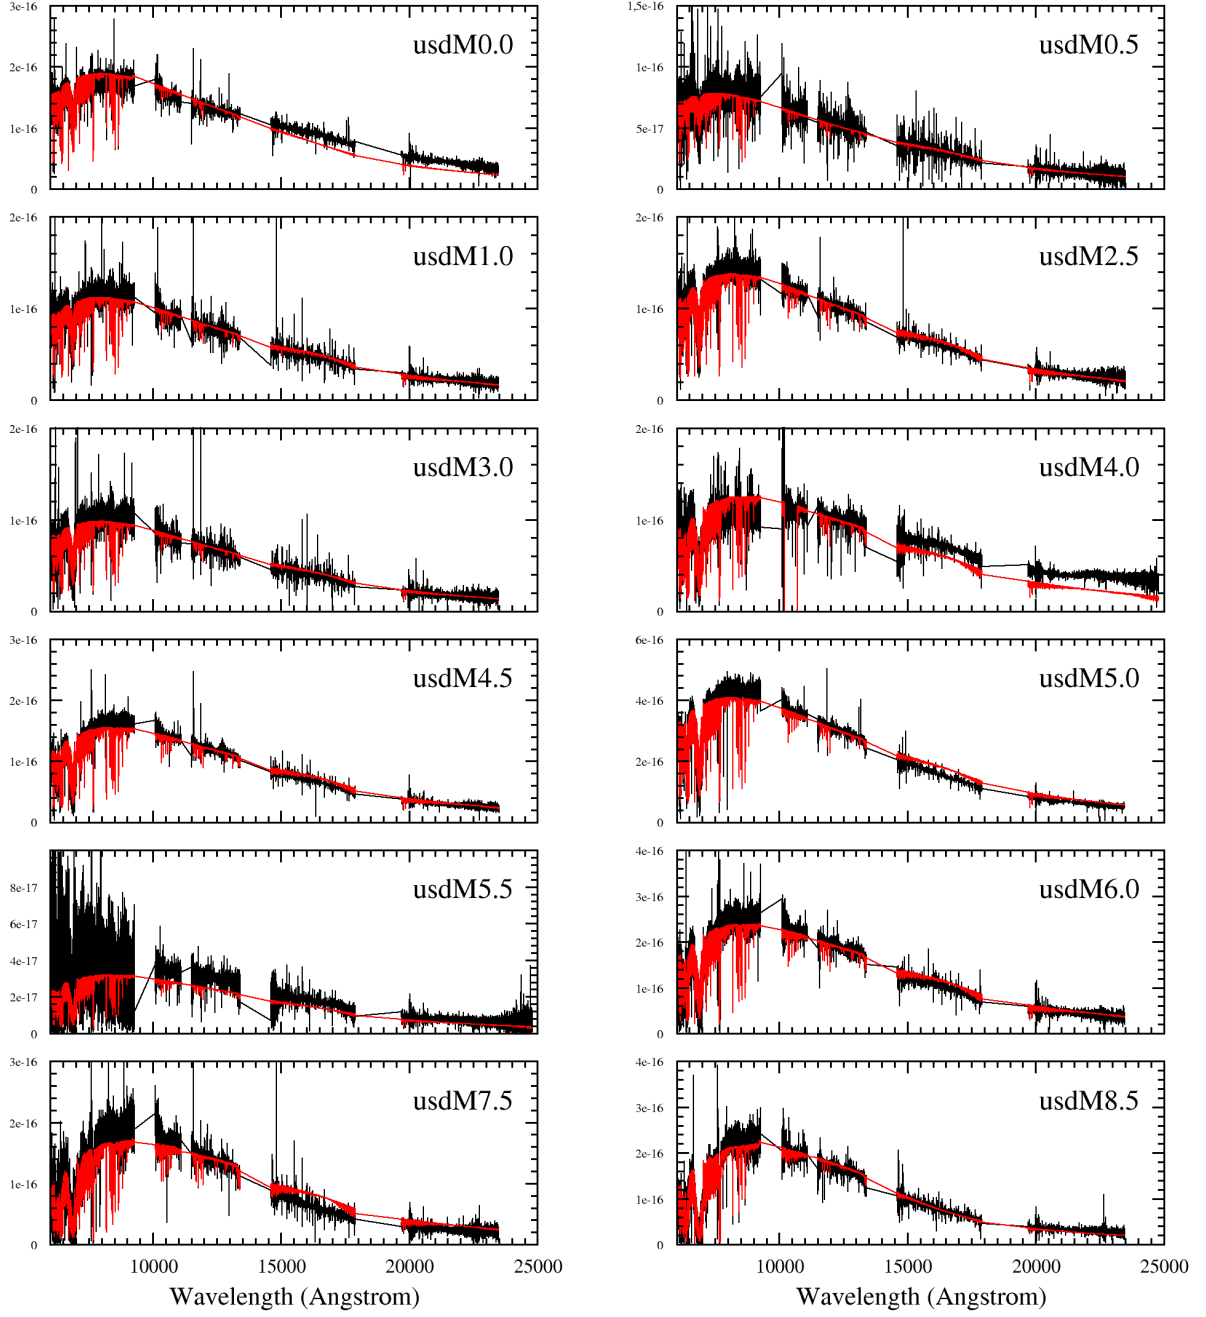 3e-16
2e-16
1e-16
0
usdM0.0
1,5e-16
1e-16
5e-17
0
usdM0.5
2e-16
1e-16
0
usdM1.0
2e-16
1e-16
0
usdM2.5
2e-16
1e-16
0
usdM3.0
2e-16
1e-16
0
usdM4.0
3e-16
2e-16
1e-16
0
usdM4.5
6e-16
4e-16
2e-16
0
usdM5.0
8e-17
6e-17
4e-17
2e-17
0
usdM5.5
4e-16
3e-16
2e-16
1e-16
0
usdM6.0
3e-16
2e-16
1e-16
0
usdM7.5
4e-16
3e-16
2e-16
1e-16
0
usdM8.5
10000 15000 20000 25000
Wavelength (Angstrom)
10000 15000 20000 25000
Wavelength (Angstrom)